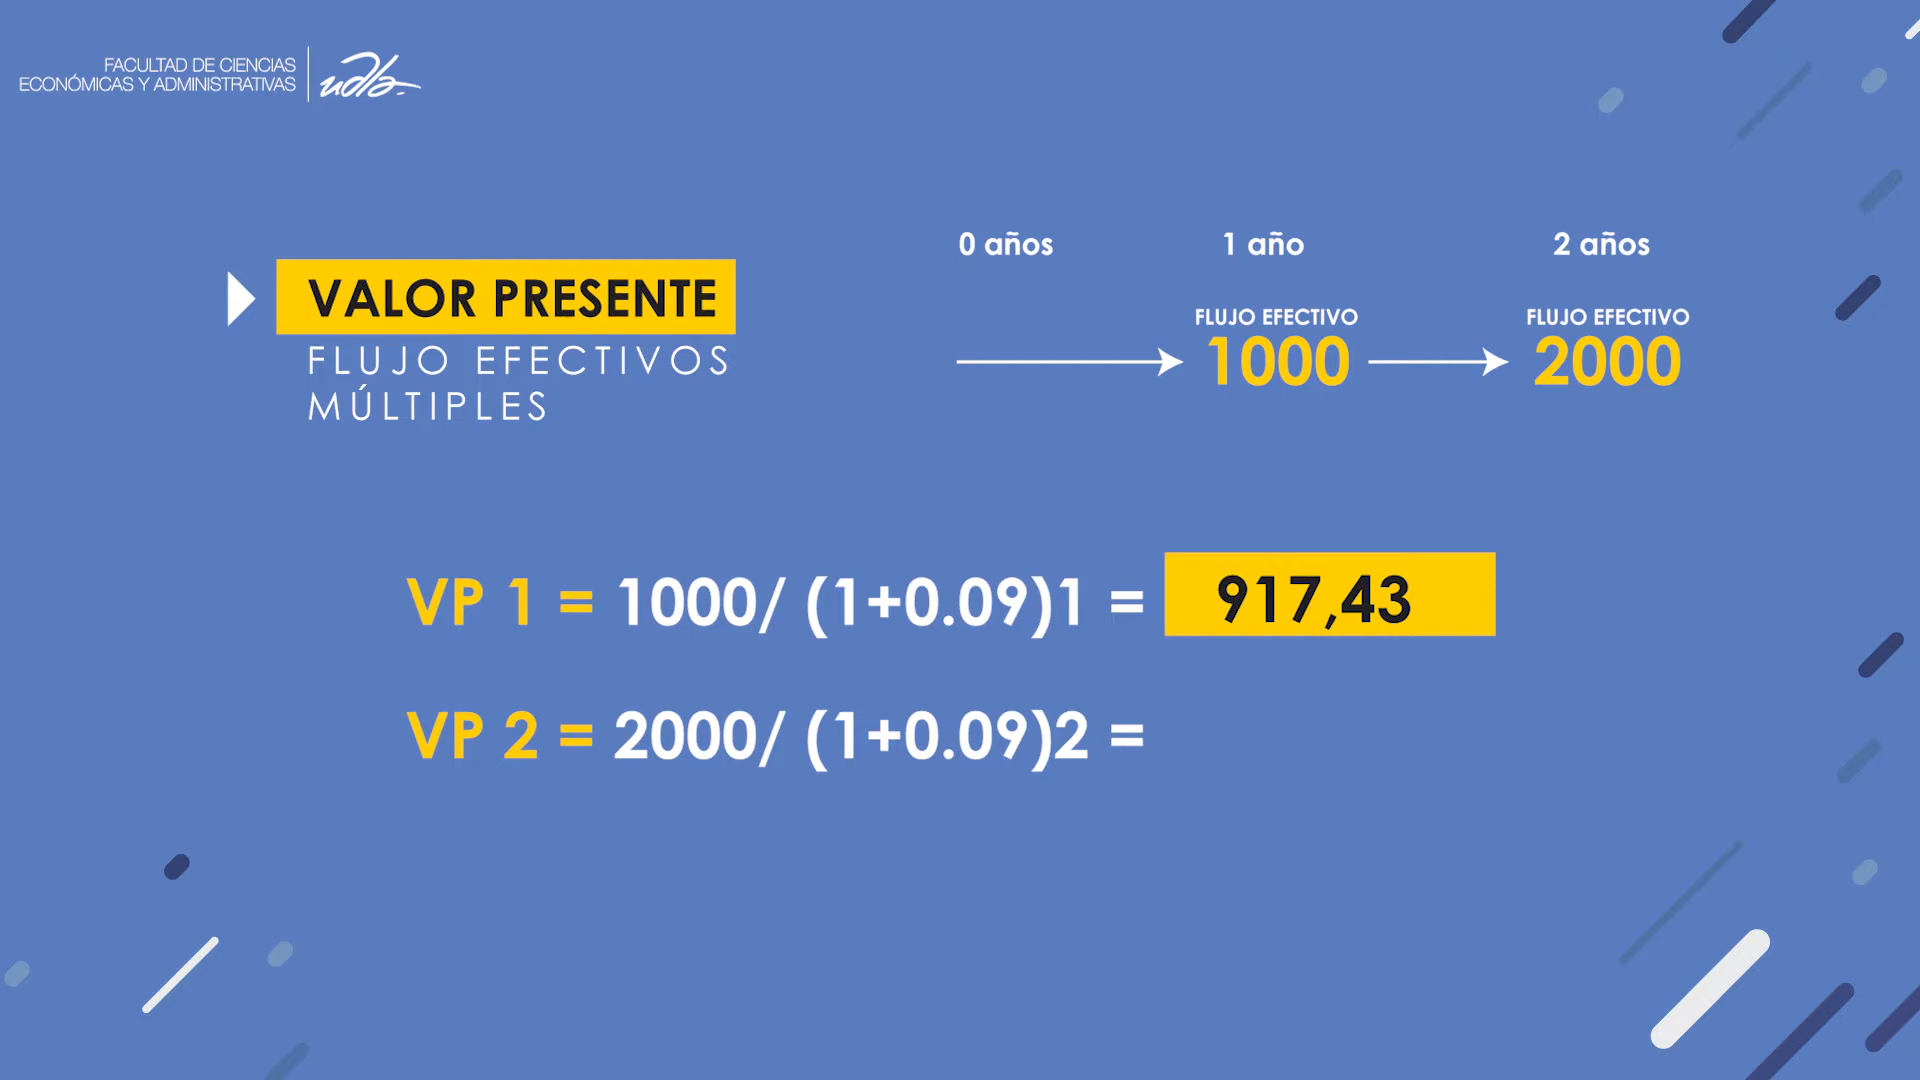 FACULTAD DE CIENCIAS
ECONÓMICAS Y ADMINISTRATIVAS
udla.
VALOR PRESENTE
FLUJO EFECTIVOS
MÚLTIPLES
0 años 1 año 2 años
FLUJO EFECTIVO FLUJO EFECTIVO
1000 2000
VP 1 = 1000/ (1+0.09)1 = 917,43
VP 2 = 2000/ (1+0.09)2 =